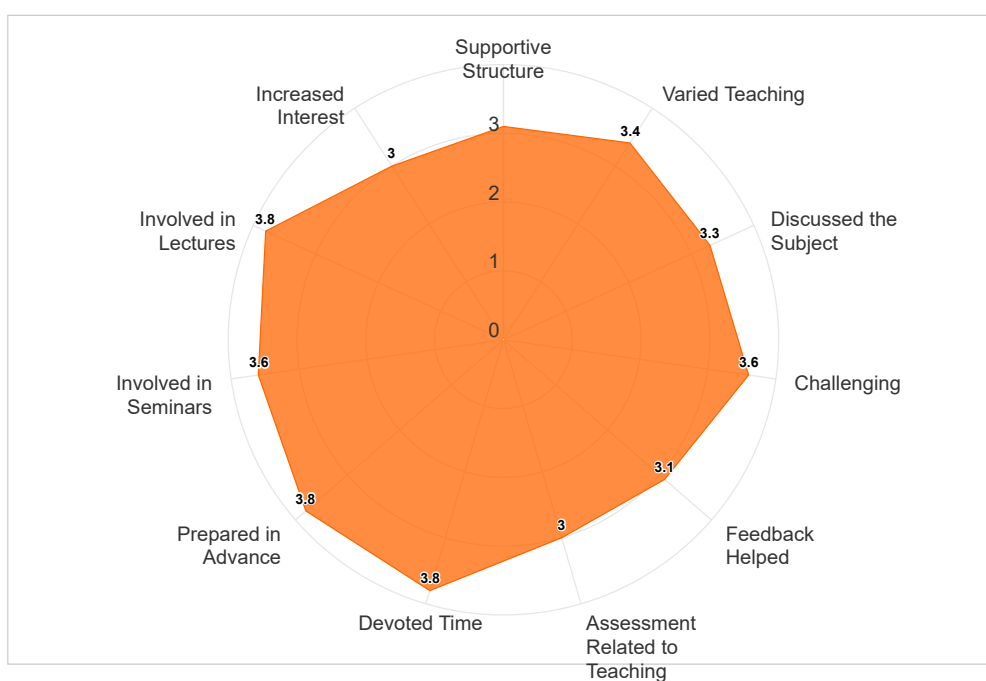 Supportive
Structure
Increased
Interest
Varied Teaching
3
3.4
3
2
1
0
Involved in
Lectures
3.8
Discussed the
Subject
3.3
Involved in
Seminars
3.6
Challenging
3.6
Prepared in
Advance
3.8
Feedback
Helped
3.1
Devoted Time
3.8
Assessment
Related to
Teaching
3